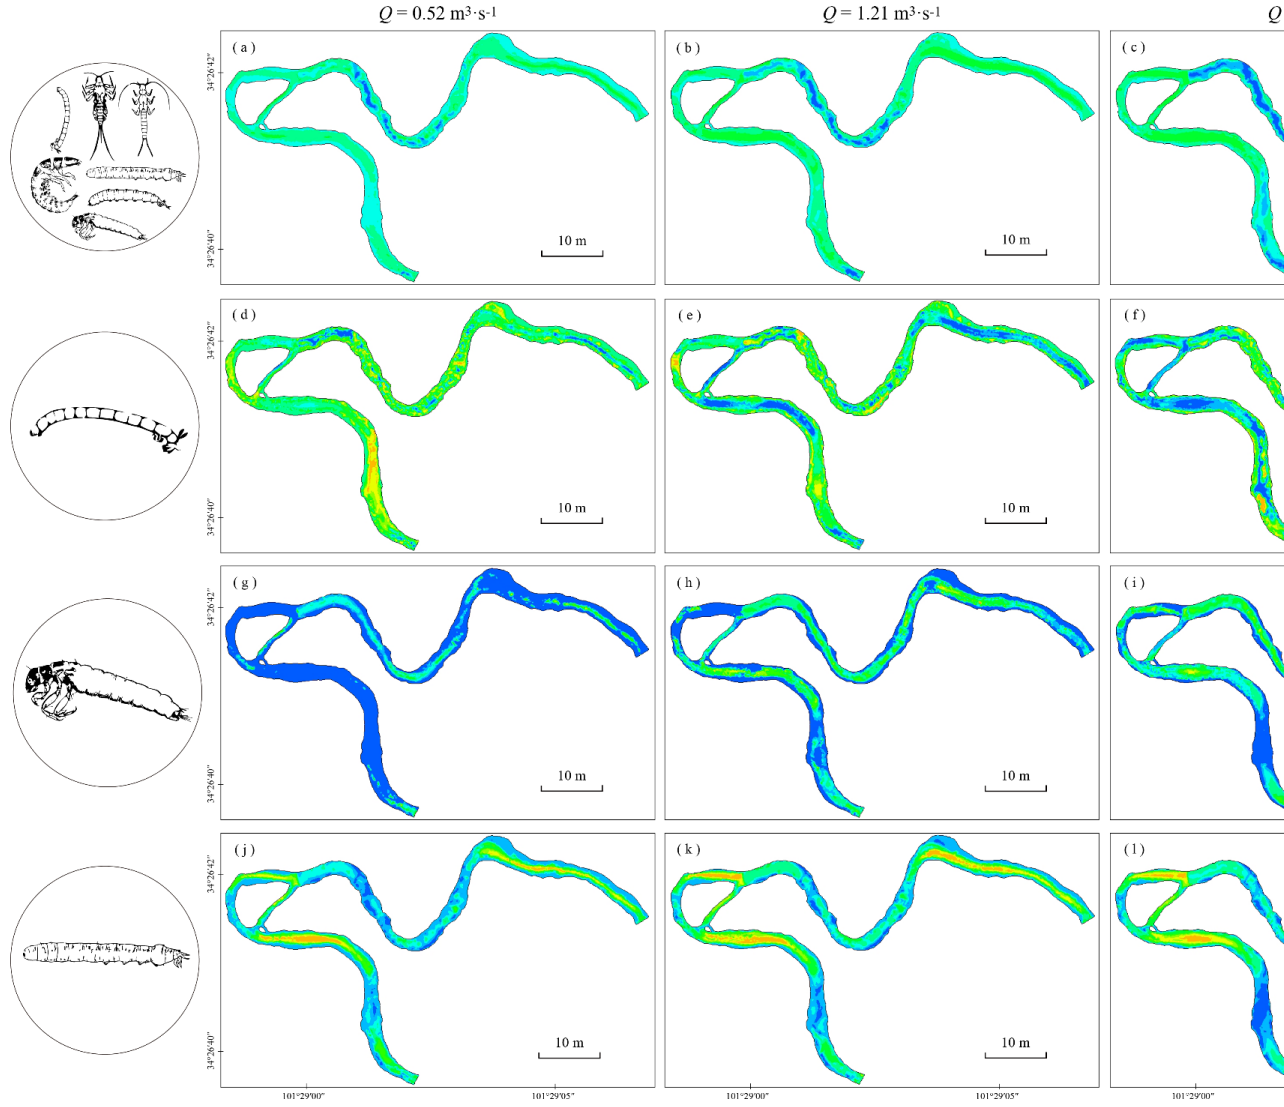 Q = 0.52 m³·s⁻¹
Q = 1.21 m³·s⁻¹
Q
(a)
(b)
(c)
34°26'42"
34°26'40"
10 m
10 m
(d)
(e)
(f)
34°26'42"
34°26'40"
10 m
10 m
(g)
(h)
(i)
34°26'42"
34°26'40"
10 m
10 m
(j)
(k)
(l)
34°26'42"
34°26'40"
10 m
10 m
101°29'00"
101°29'05"
101°29'00"
101°29'05"
101°29'00"